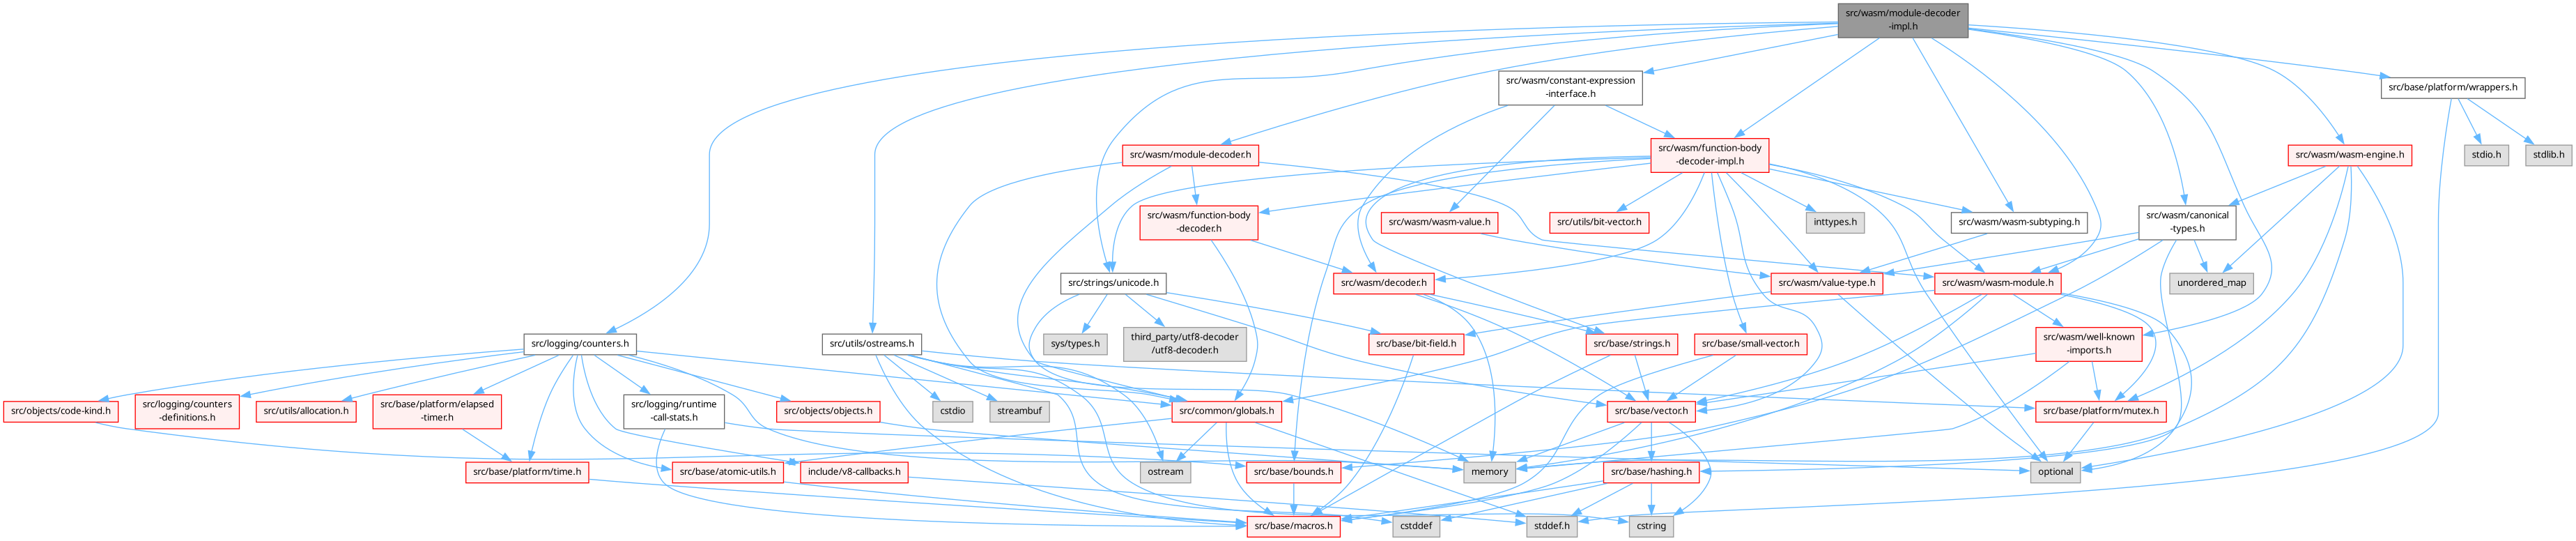 src/wasm/module-decoder
-impl.h
src/wasm/constant-expression
-interface.h
src/base/platform/wrappers.h
src/wasm/module-decoder.h
src/wasm/function-body
-decoder-impl.h
src/wasm/wasm-engine.h
stdio.h
stdlib.h
src/wasm/function-body
-decoder.h
src/wasm/wasm-value.h
src/utils/bit-vector.h
inttypes.h
src/wasm/wasm-subtyping.h
src/wasm/canonical
-types.h
src/strings/unicode.h
src/wasm/decoder.h
src/wasm/value-type.h
src/wasm/wasm-module.h
unordered_map
src/logging/counters.h
src/utils/ostreams.h
sys/types.h
third_party/utf8-decoder
/utf8-decoder.h
src/base/bit-field.h
src/base/strings.h
src/base/small-vector.h
src/wasm/well-known
-imports.h
src/objects/code-kind.h
src/logging/counters
-definitions.h
src/utils/allocation.h
src/base/platform/elapsed
-timer.h
src/logging/runtime
-call-stats.h
src/objects/objects.h
cstdio
streambuf
src/common/globals.h
src/base/vector.h
src/base/platform/mutex.h
src/base/platform/time.h
src/base/atomic-utils.h
include/v8-callbacks.h
ostream
src/base/bounds.h
memory
src/base/hashing.h
optional
src/base/macros.h
cstddef
stddef.h
cstring